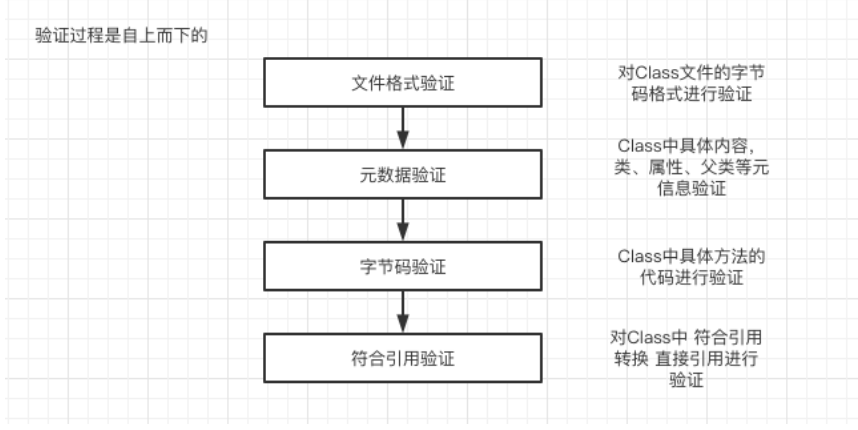 验证过程是自上而下的
文件格式验证
对Class文件的字节
码格式进行验证
元数据验证
Class中具体内容，
类、属性、父类等元
信息验证
字节码验证
Class中具体方法的
代码进行验证
符合引用验证
对Class中 符合引用
转换 直接引用进行
验证